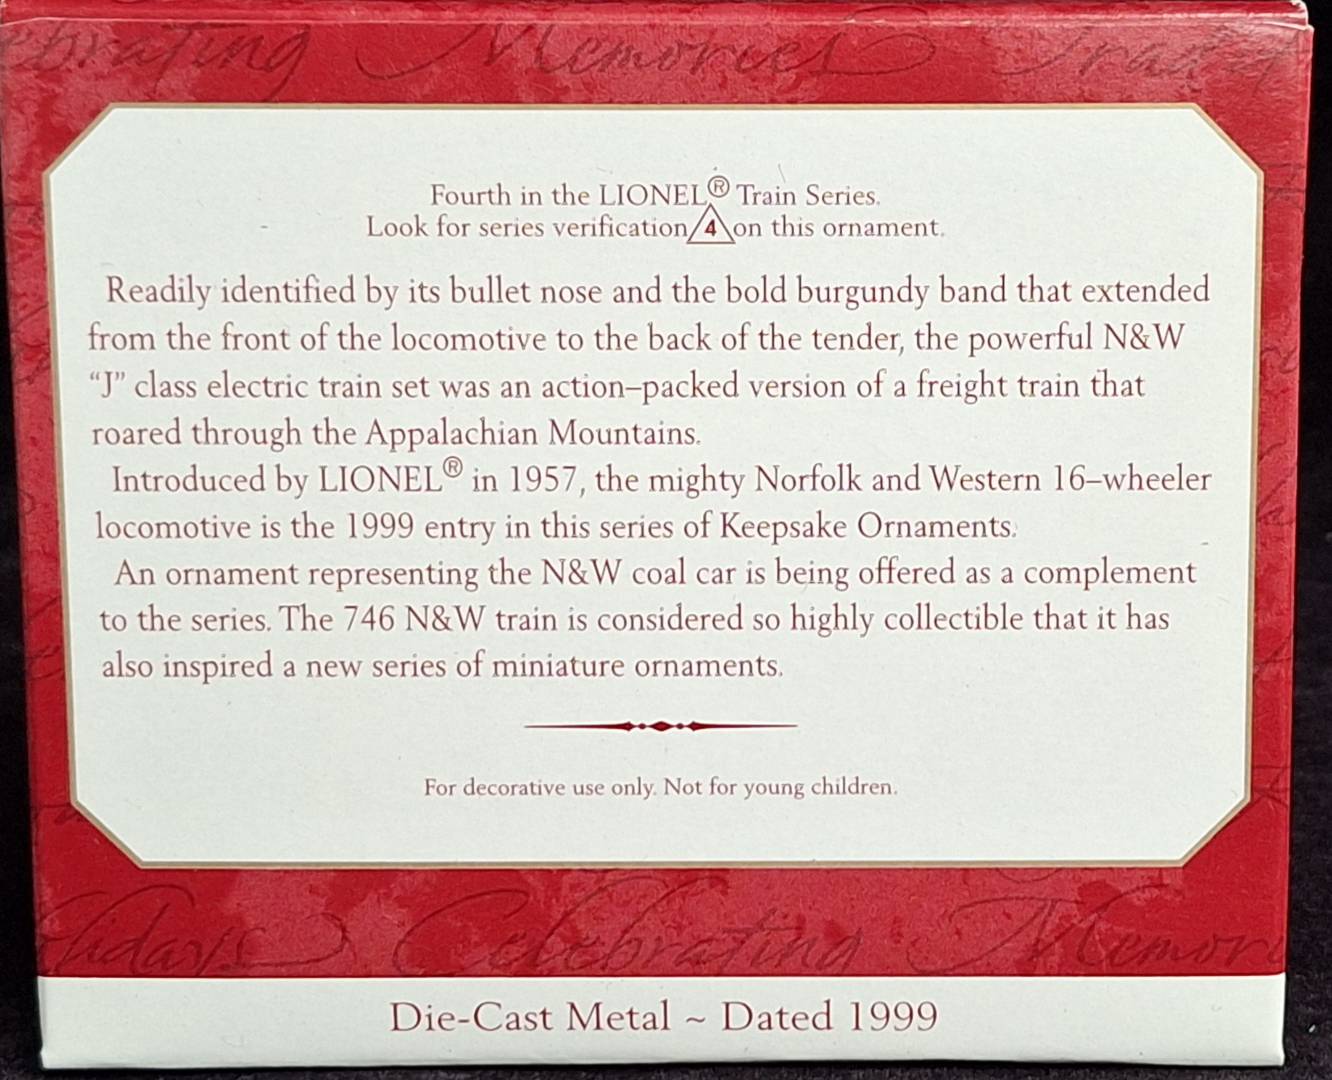 ebrating Memories Tradit
Fourth in the LIONEL® Train Series.
Look for series verification 4 on this ornament.
Readily identified by its bullet nose and the bold burgundy band that extended
from the front of the locomotive to the back of the tender, the powerful N&W
“J” class electric train set was an action–packed version of a freight train that
roared through the Appalachian Mountains.
Introduced by LIONEL® in 1957, the mighty Norfolk and Western 16–wheeler
locomotive is the 1999 entry in this series of Keepsake Ornaments.
An ornament representing the N&W coal car is being offered as a complement
to the series. The 746 N&W train is considered so highly collectible that it has
also inspired a new series of miniature ornaments.
For decorative use only. Not for young children.
lidays Celebrating Memori
Die-Cast Metal ~ Dated 1999